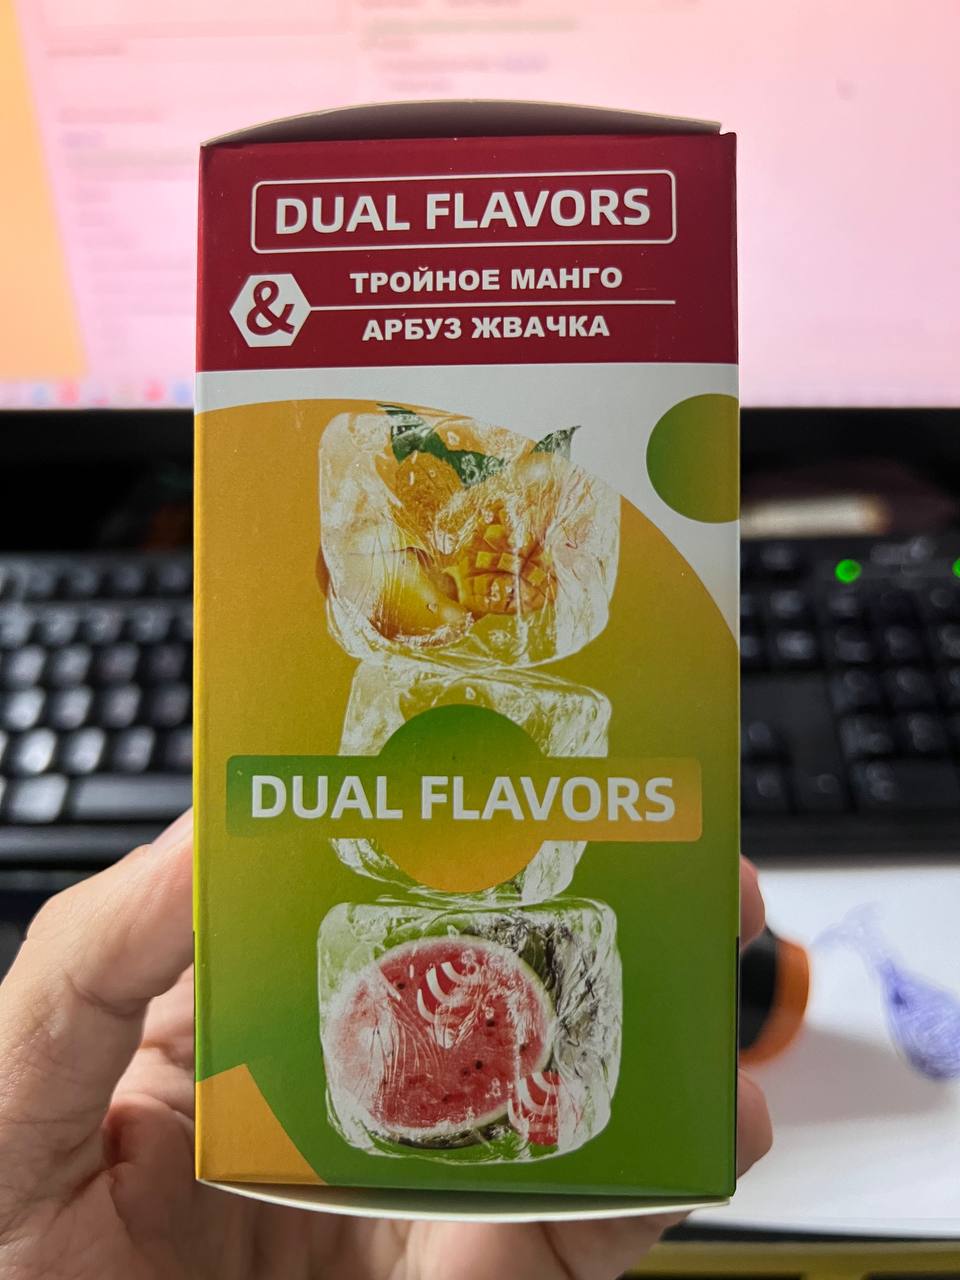 DUAL FLAVORS
&
ТРОЙНОЕ МАНГО
АРБУЗ ЖВАЧКА
DUAL FLAVORS